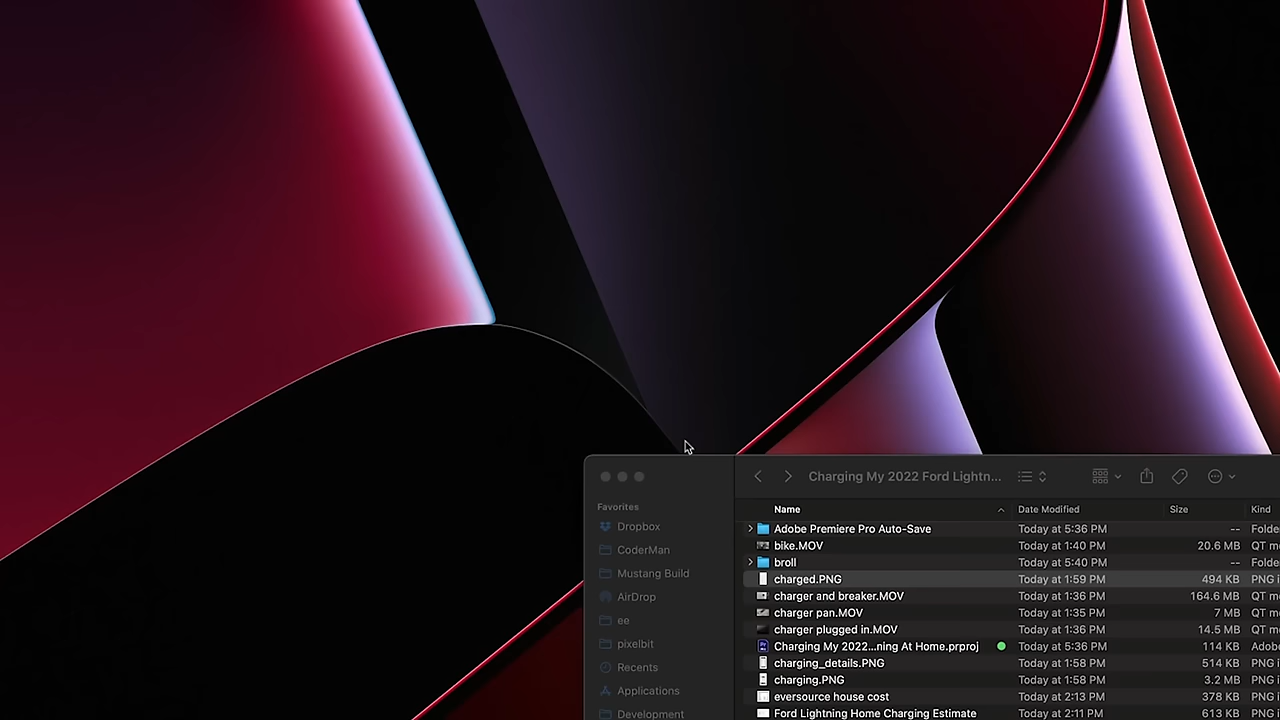 Charging My 2022 Ford Lightn...
Favorites
Dropbox
CoderMan
Mustang Build
AirDrop
ee
pixelbit
Recents
Applications
Development
Name Date Modified Size Kind
Adobe Premiere Pro Auto-Save Today at 5:36 PM -- Folde
bike.MOV Today at 1:40 PM 20.6 MB QT mo
broll Today at 5:40 PM -- Folde
charged.PNG Today at 1:59 PM 494 KB PNG i
charger and breaker.MOV Today at 1:36 PM 164.6 MB QT mo
charger pan.MOV Today at 1:35 PM 7 MB QT mo
charger plugged in.MOV Today at 1:36 PM 14.5 MB QT mo
Charging My 2022...ning At Home.prproj Today at 5:36 PM 114 KB Adobe
charging_details.PNG Today at 1:58 PM 514 KB PNG i
charging.PNG Today at 1:58 PM 3.2 MB PNG i
eversource house cost Today at 2:13 PM 378 KB PNG i
Ford Lightning Home Charging Estimate Today at 2:11 PM 613 KB PNG i